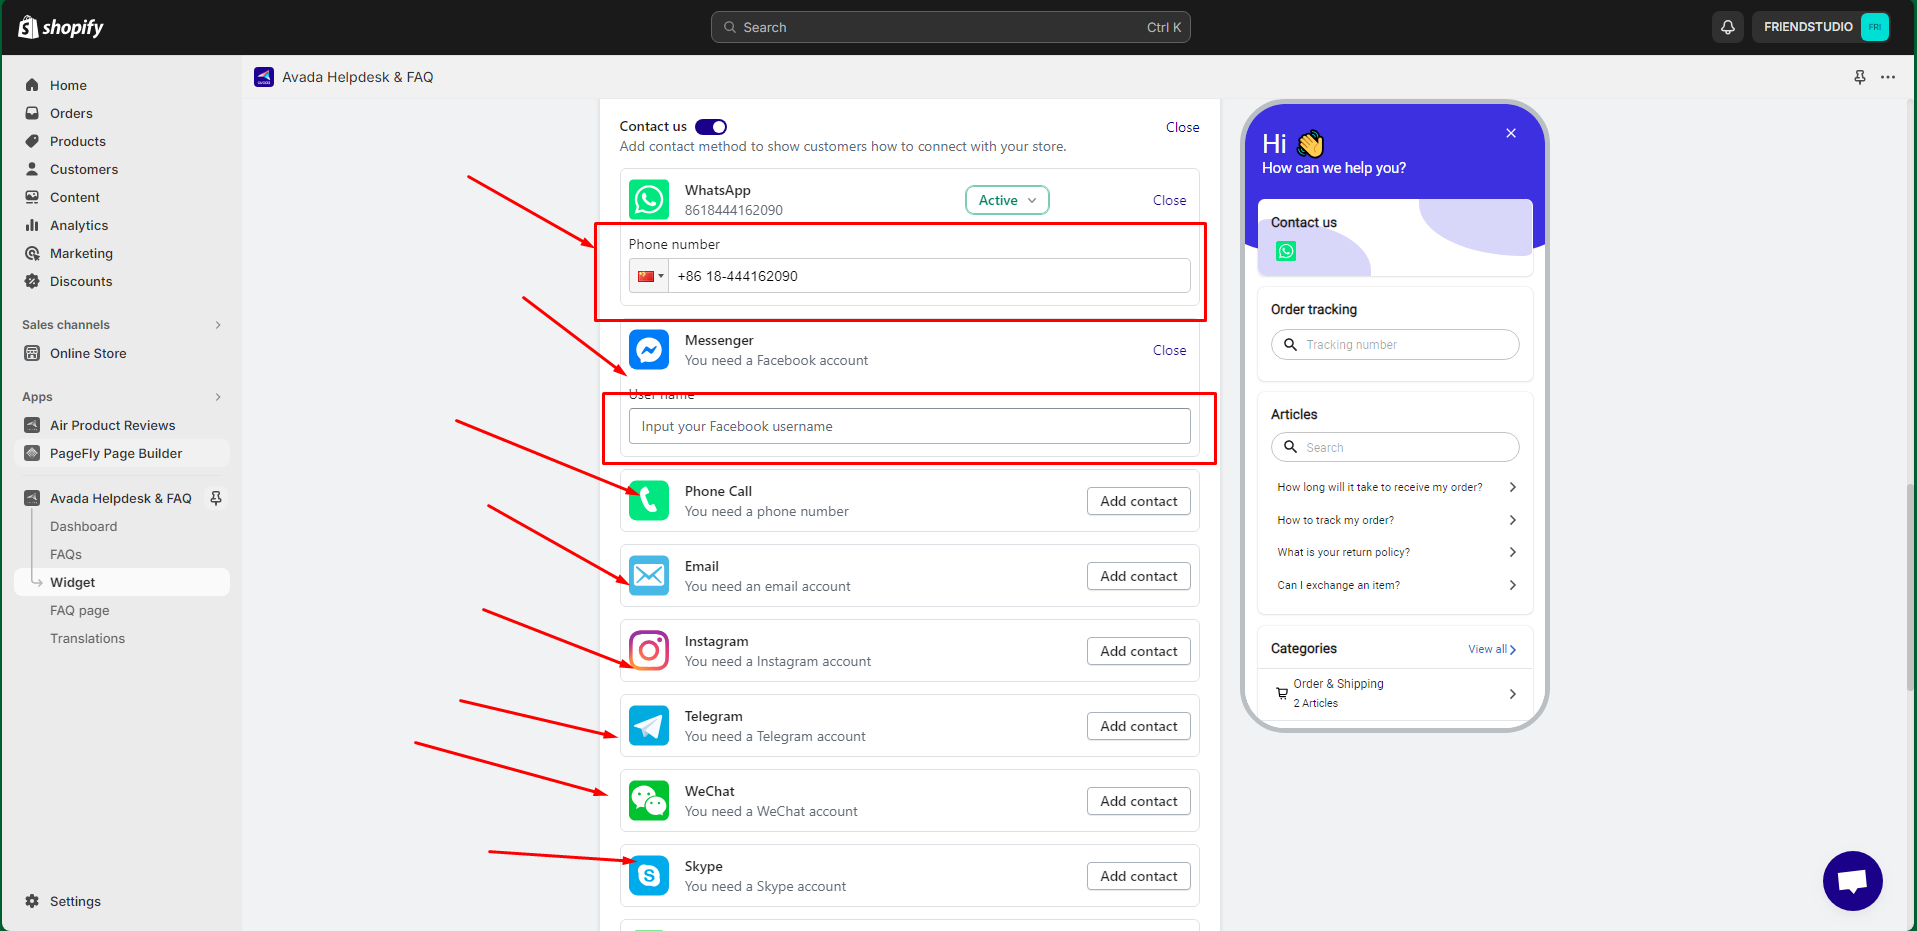 shopify
Search
Ctrl K
FRIENDSTUDIO
FRI
Home
Orders
Products
Customers
Content
Analytics
Marketing
Discounts
Sales channels
Online Store
Apps
Air Product Reviews
PageFly Page Builder
Avada Helpdesk & FAQ
Dashboard
FAQs
Widget
FAQ page
Translations
Settings
Avada Helpdesk & FAQ
Contact us
Close
Add contact method to show customers how to connect with your store.
WhatsApp
8618444162090
Active
Close
Phone number
+86 18-444162090
Messenger
You need a Facebook account
Close
User name
Input your Facebook username
Phone Call
You need a phone number
Add contact
Email
You need an email account
Add contact
Instagram
You need a Instagram account
Add contact
Telegram
You need a Telegram account
Add contact
WeChat
You need a WeChat account
Add contact
Skype
You need a Skype account
Add contact
Hi 👋
How can we help you?
Contact us
Order tracking
Tracking number
Articles
Search
How long will it take to receive my order?
How to track my order?
What is your return policy?
Can I exchange an item?
Categories
View all
Order & Shipping
2 Articles